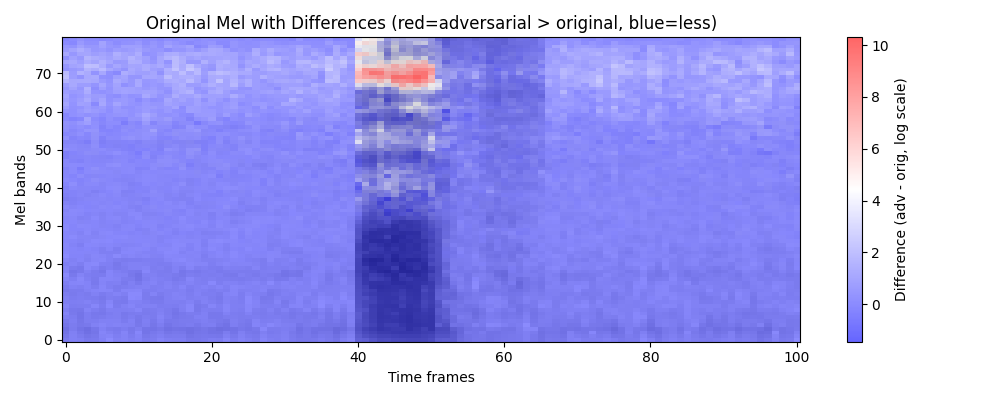 Original Mel with Differences (red=adversarial > original, blue=less)
Mel bands
70
60
50
40
30
20
10
0
0 20 40 60 80 100
Time frames
10
8
6
4
2
0
Difference (adv - orig, log scale)